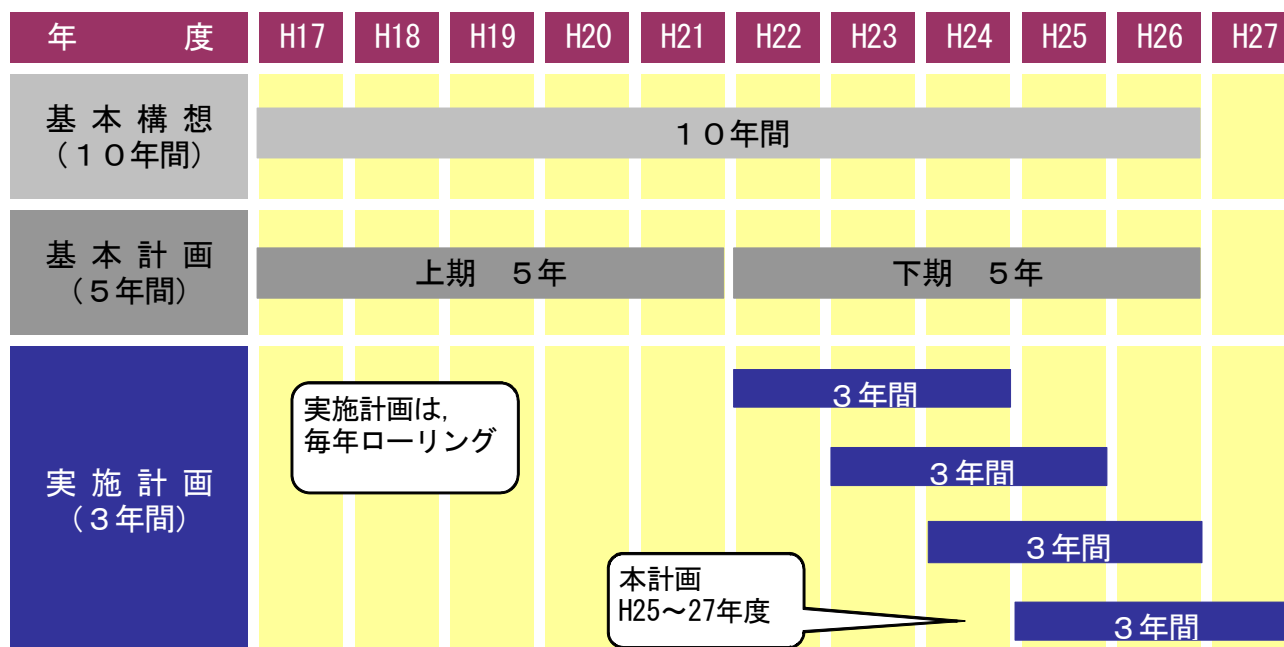 年　度 H17 H18 H19 H20 H21 H22 H23 H24 H25 H26 H27
基本構想
（１０年間）
１０年間
基本計画
（５年間）
上期　５年
下期　５年
実施計画
（３年間）
実施計画は，
毎年ローリング
３年間
３年間
３年間
本計画
H25～27年度
３年間